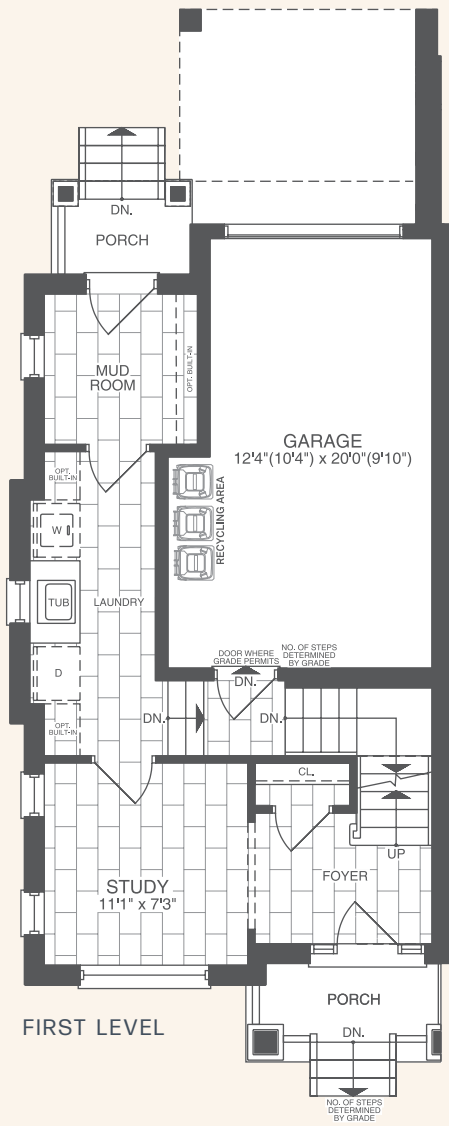 DN.
PORCH
MUD
ROOM
OPT. BUILT-IN
GARAGE
12'4"(10'4") x 20'0"(9'10")
OPT.
BUILT-IN
W
RECYCLING AREA
TUB
LAUNDRY
D
DOOR WHERE
GRADE PERMITS
NO. OF STEPS
DETERMINED
BY GRADE
DN.
OPT.
BUILT-IN
DN.
DN.
CL.
UP
FOYER
STUDY
11'1" x 7'3"
PORCH
FIRST LEVEL
DN.
NO. OF STEPS
DETERMINED
BY GRADE